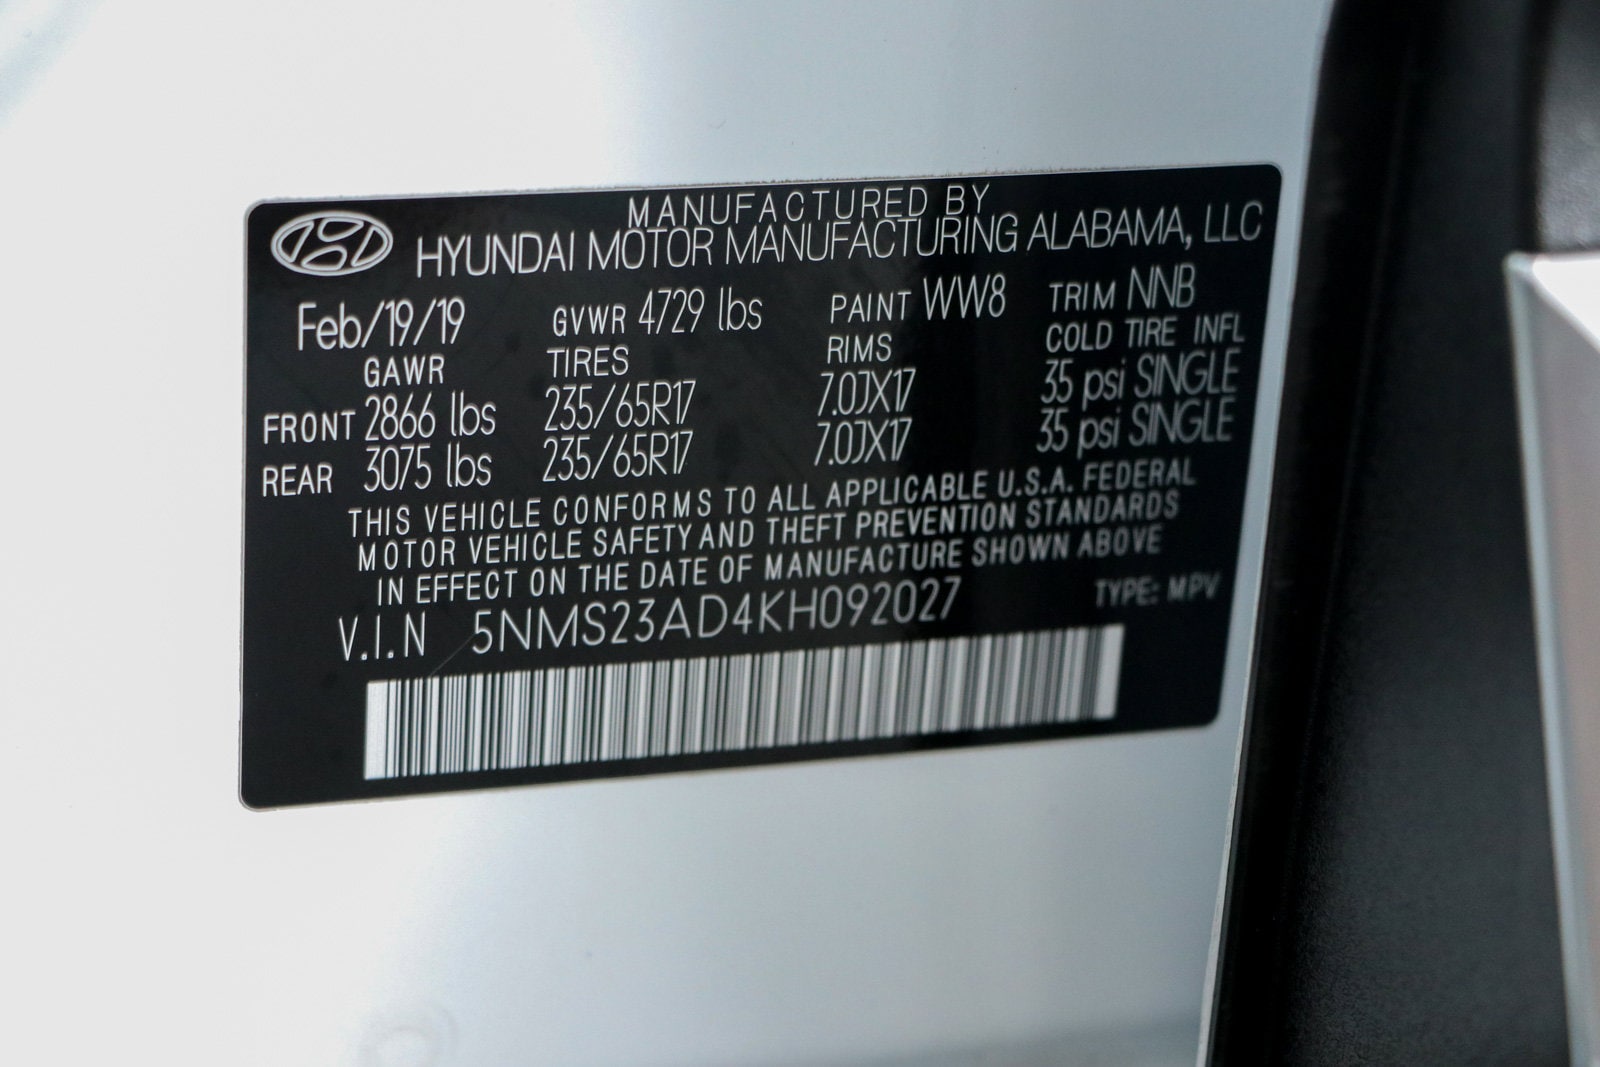 MANUFACTURED BY
HYUNDAI MOTOR MANUFACTURING ALABAMA, LLC
Feb/19/19 GVWR 4729 lbs PAINT WW8 TRIM NNB
GAWR TIRES RIMS COLD TIRE INFL
FRONT 2866 lbs 235/65R17 7.0JX17 35 psi SINGLE
REAR 3075 lbs 235/65R17 7.0JX17 35 psi SINGLE
THIS VEHICLE CONFORMS TO ALL APPLICABLE U.S.A. FEDERAL
MOTOR VEHICLE SAFETY AND THEFT PREVENTION STANDARDS
IN EFFECT ON THE DATE OF MANUFACTURE SHOWN ABOVE
V.I.N 5NMS23AD4KH092027 TYPE: MPV